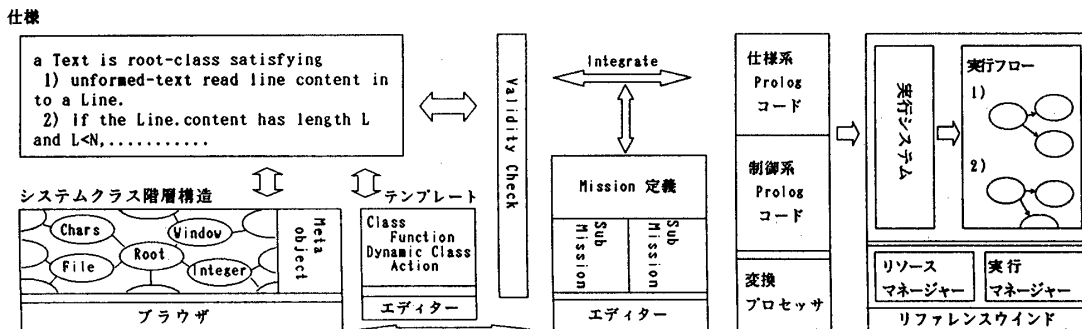 仕様
a Text is root-class satisfying
1) unformed-text read line content in
to a Line.
2) if the Line.content has length L
and L<N,...........
システムクラス階層構造
Chars
Window
Root
File
Integer
Meta object
ブラウザ
テンプレート
Class
Function
Dynamic Class
Action
エディター
Validity Check
Integrate
Mission 定義
Sub Mission
Sub Mission
エディター
仕様系
Prolog
コード
制御系
Prolog
コード
変換
プロセッサ
実行システム
実行フロー
1)
2)
リソース
マネージャー
実行
マネージャー
リファレンスウインド